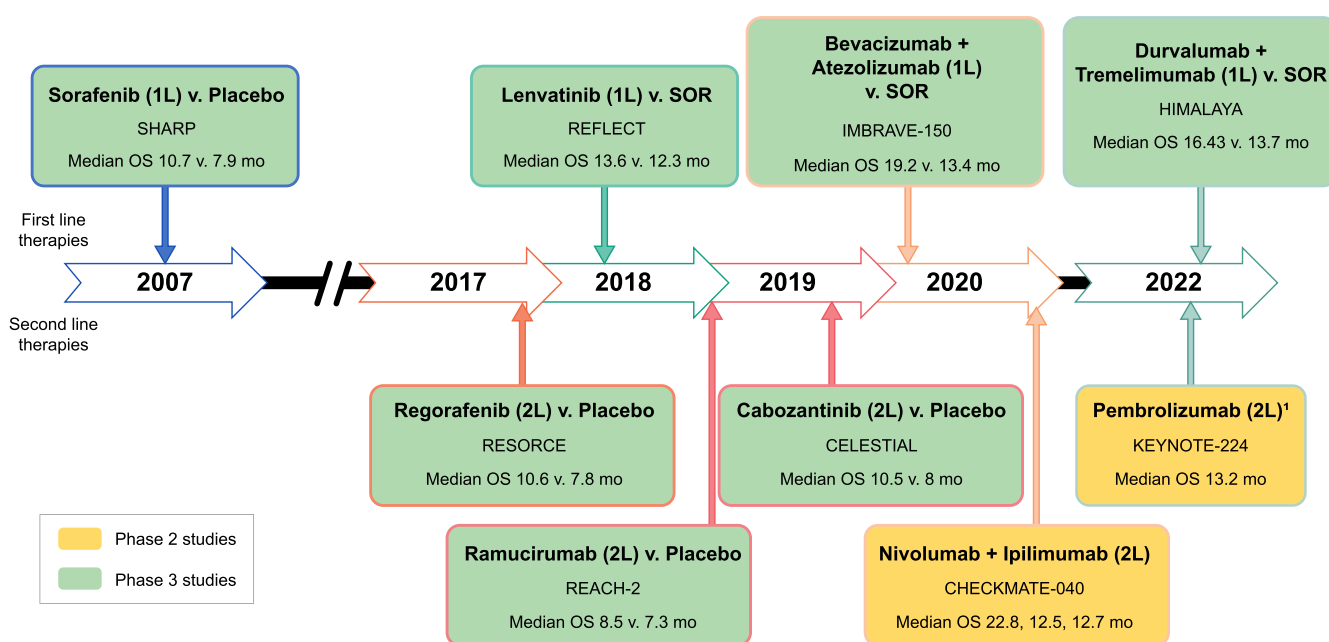 Sorafenib (1L) v. Placebo
SHARP
Median OS 10.7 v. 7.9 mo
Lenvatinib (1L) v. SOR
REFLECT
Median OS 13.6 v. 12.3 mo
Bevacizumab +
Atezolizumab (1L)
v. SOR
IMBRAVE-150
Median OS 19.2 v. 13.4 mo
Durvalumab +
Tremelimumab (1L) v. SOR
HIMALAYA
Median OS 16.43 v. 13.7 mo
First line
therapies
2007
2017
2018
2019
2020
2022
Second line
therapies
Regorafenib (2L) v. Placebo
RESORCE
Median OS 10.6 v. 7.8 mo
Cabozantinib (2L) v. Placebo
CELESTIAL
Median OS 10.5 v. 8 mo
Pembrolizumab (2L)¹
KEYNOTE-224
Median OS 13.2 mo
Ramucirumab (2L) v. Placebo
REACH-2
Median OS 8.5 v. 7.3 mo
Nivolumab + Ipilimumab (2L)
CHECKMATE-040
Median OS 22.8, 12.5, 12.7 mo
Phase 2 studies
Phase 3 studies